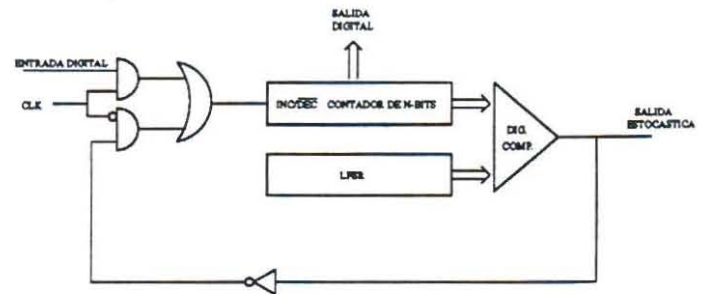 SALIDA
DIGITAL
ENTRADA DIGITAL
CLK
INC/DEC CONTADOR DE N-BITS
LFSR
DIG.
COMP.
SALIDA
ESTOCASTICA